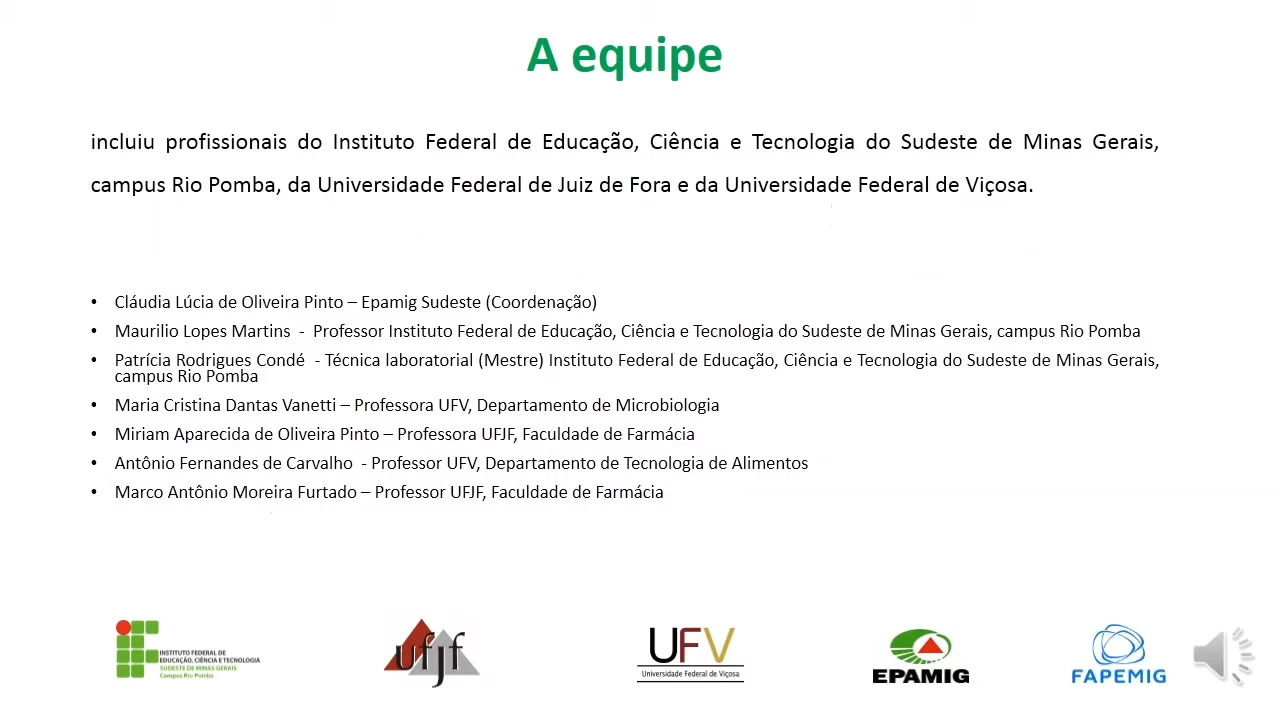 A equipe
incluiu profissionais do Instituto Federal de Educação, Ciência e Tecnologia do Sudeste de Minas Gerais,
campus Rio Pomba, da Universidade Federal de Juiz de Fora e da Universidade Federal de Viçosa.
• Cláudia Lúcia de Oliveira Pinto – Epamig Sudeste (Coordenação)
• Maurilio Lopes Martins - Professor Instituto Federal de Educação, Ciência e Tecnologia do Sudeste de Minas Gerais, campus Rio Pomba
• Patrícia Rodrigues Condé - Técnica laboratorial (Mestre) Instituto Federal de Educação, Ciência e Tecnologia do Sudeste de Minas Gerais,
campus Rio Pomba
• Maria Cristina Dantas Vanetti – Professora UFV, Departamento de Microbiologia
• Miriam Aparecida de Oliveira Pinto – Professora UFJF, Faculdade de Farmácia
• Antônio Fernandes de Carvalho - Professor UFV, Departamento de Tecnologia de Alimentos
• Marco Antônio Moreira Furtado – Professor UFJF, Faculdade de Farmácia
INSTITUTO FEDERAL DE
EDUCAÇÃO, CIÊNCIA E TECNOLOGIA
SUDESTE DE MINAS GERAIS
Campus Rio Pomba
ufjf
UFV
Universidade Federal de Viçosa
EPAMIG
FAPEMIG